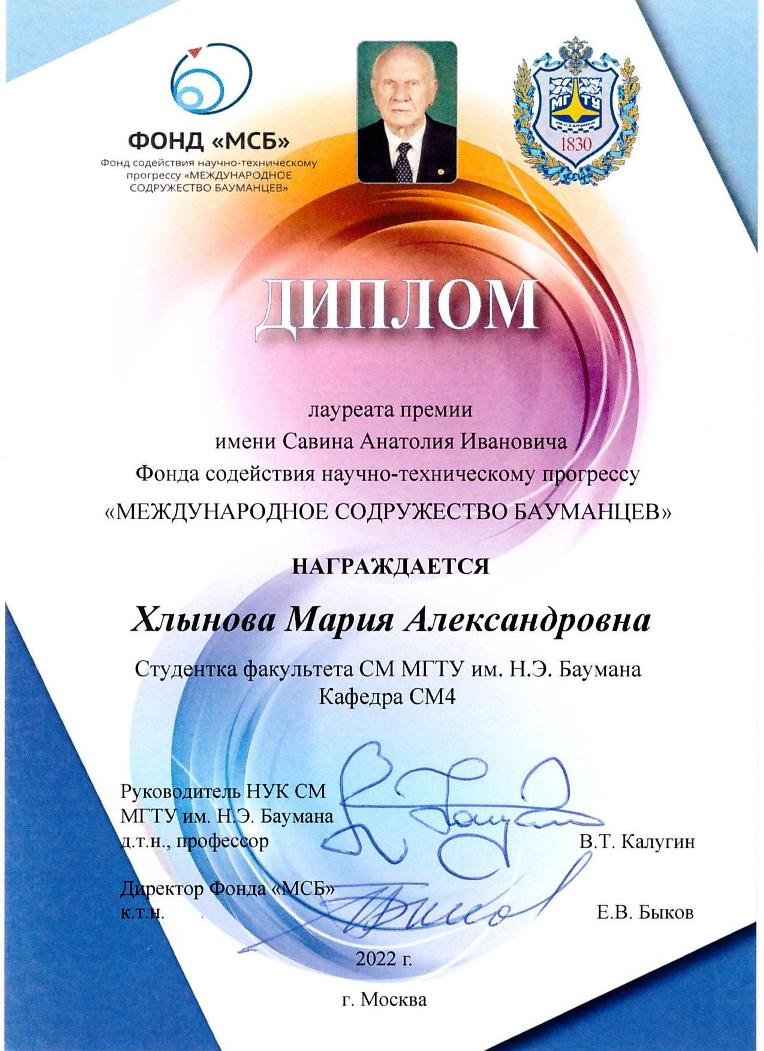 ФОНД «МСБ»
Фонд содействия научно-техническому
прогрессу «МЕЖДУНАРОДНОЕ
СОДРУЖЕСТВО БАУМАНЦЕВ»
МГТУ
1830
ДИПЛОМ
лауреата премии
имени Савина Анатолия Ивановича
Фонда содействия научно-техническому прогрессу
«МЕЖДУНАРОДНОЕ СОДРУЖЕСТВО БАУМАНЦЕВ»
НАГРАЖДАЕТСЯ
Хлынова Мария Александровна
Студентка факультета СМ МГТУ им. Н.Э. Баумана
Кафедра СМ4
Руководитель НУК СМ
МГТУ им. Н.Э. Баумана
д.т.н., профессор
В.Т. Калугин
Директор Фонда «МСБ»
к.т.н.
Е.В. Быков
2022 г.
г. Москва